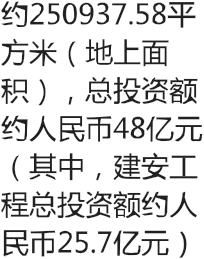 约250937.58平
方米（地上面
积），总投资额
约人民币48亿元
（其中，建安工
程总投资额约人
民币25.7亿元）